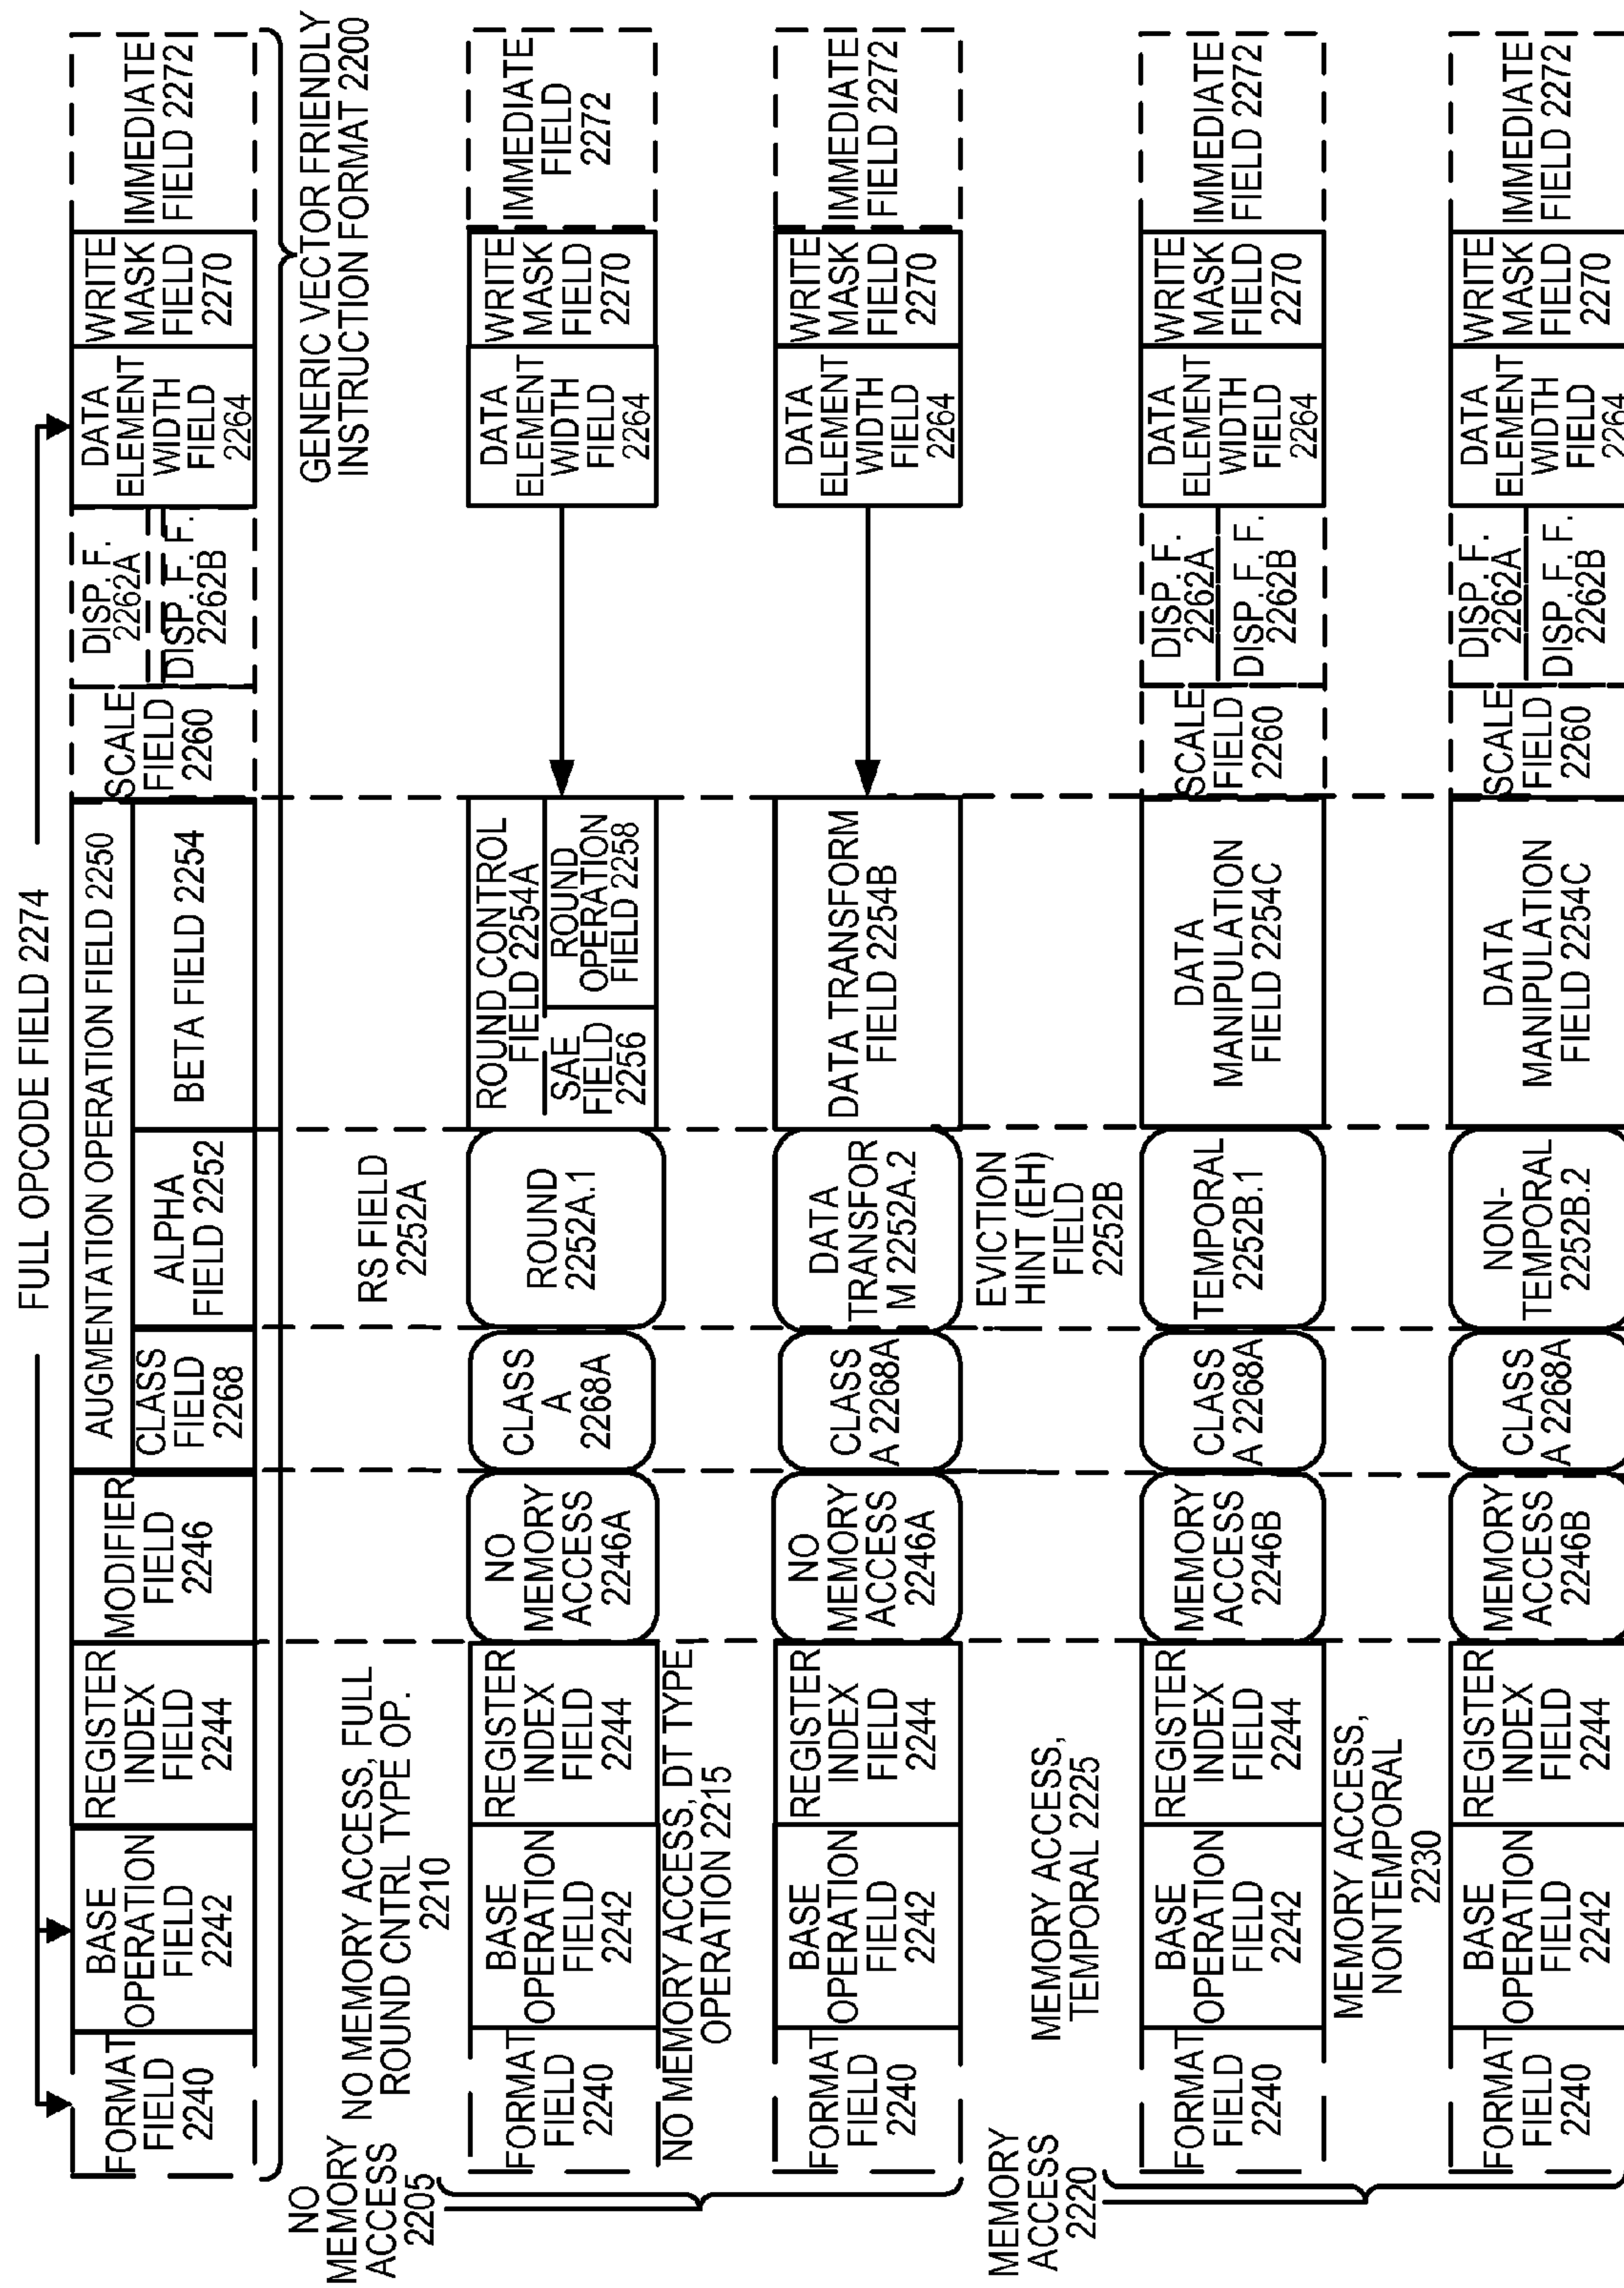 FULL OPCODE FIELD 2274
FORMAT
FIELD
2240
BASE
OPERATION
FIELD
2242
REGISTER
INDEX
FIELD
2244
MODIFIER
FIELD
2246
AUGMENTATION OPERATION FIELD 2250
CLASS
FIELD
2268
ALPHA
FIELD 2252
BETA FIELD 2254
SCALE
FIELD
2260
DISP. F.
2262A
DISP. F. F.
2262B
DATA
ELEMENT
WIDTH
FIELD
2264
WRITE
MASK
FIELD
2270
IMMEDIATE
FIELD 2272
GENERIC VECTOR FRIENDLY
INSTRUCTION FORMAT 2200
NO
MEMORY
ACCESS
2205
NO MEMORY ACCESS, FULL
ROUND CNTRL TYPE OP.
2210
RS FIELD
2252A
FORMAT
FIELD
2240
BASE
OPERATION
FIELD
2242
REGISTER
INDEX
FIELD
2244
NO
MEMORY
ACCESS
2246A
CLASS
A
2268A
ROUND
2252A.1
ROUND CONTROL
FIELD 2254A
SAE
FIELD
2256
ROUND
OPERATION
FIELD 2258
DATA
ELEMENT
WIDTH
FIELD
2264
WRITE
MASK
FIELD
2270
IMMEDIATE
FIELD
2272
NO MEMORY ACCESS, DT TYPE
OPERATION 2215
FORMAT
FIELD
2240
BASE
OPERATION
FIELD
2242
REGISTER
INDEX
FIELD
2244
NO
MEMORY
ACCESS
2246A
CLASS
A 2268A
DATA
TRANSFOR
M 2252A.2
DATA TRANSFORM
FIELD 2254B
DATA
ELEMENT
WIDTH
FIELD
2264
WRITE
MASK
FIELD
2270
IMMEDIATE
FIELD 2272
MEMORY
ACCESS
2220
MEMORY ACCESS,
TEMPORAL 2225
EVICTION
HINT (EH)
FIELD
2252B
FORMAT
FIELD
2240
BASE
OPERATION
FIELD
2242
REGISTER
INDEX
FIELD
2244
MEMORY
ACCESS
2246B
CLASS
A 2268A
TEMPORAL
2252B.1
DATA
MANIPULATION
FIELD 2254C
SCALE
FIELD
2260
DISP. F.
2262A
DISP. F. F.
2262B
DATA
ELEMENT
WIDTH
FIELD
2264
WRITE
MASK
FIELD
2270
IMMEDIATE
FIELD 2272
MEMORY ACCESS,
NONTEMPORAL
2230
FORMAT
FIELD
2240
BASE
OPERATION
FIELD
2242
REGISTER
INDEX
FIELD
2244
MEMORY
ACCESS
2246B
CLASS
A 2268A
NON-
TEMPORAL
2252B.2
DATA
MANIPULATION
FIELD 2254C
SCALE
FIELD
2260
DISP. F.
2262A
DISP. F. F.
2262B
DATA
ELEMENT
WIDTH
FIELD
2264
WRITE
MASK
FIELD
2270
IMMEDIATE
FIELD 2272